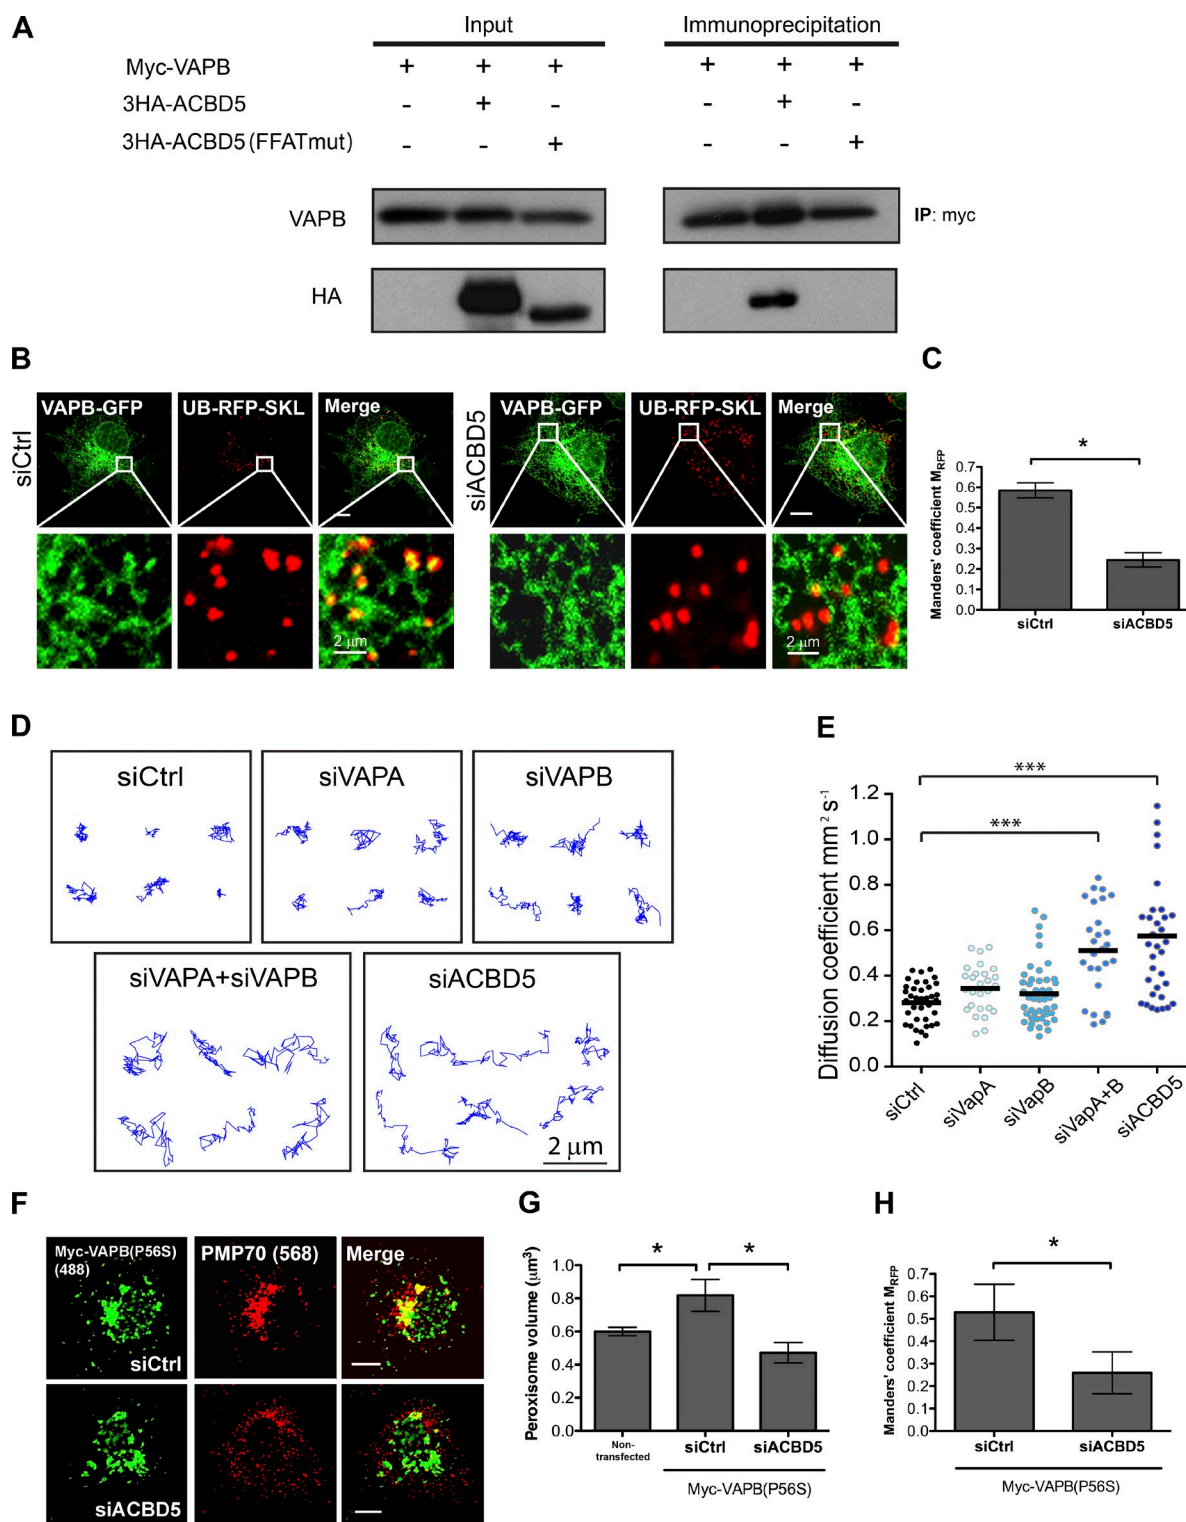 A
Input
Immunoprecipitation
Myc-VAPB + + + + + +
3HA-ACBD5 - + - - + -
3HA-ACBD5 (FFATmut) - - + - - +
VAPB
IP: myc
HA
B
C
siCtrl
VAPB-GFP
UB-RFP-SKL
Merge
2 μm
siACBD5
VAPB-GFP
UB-RFP-SKL
Merge
2 μm
Manders' coefficient MRFP
0.7
0.6
0.5
0.4
0.3
0.2
0.1
0.0
*
siCtrl
siACBD5
D
siCtrl
siVAPA
siVAPB
siVAPA+siVAPB
siACBD5
2 μm
E
Diffusion coefficient mm² s⁻¹
1.2
1.0
0.8
0.6
0.4
0.2
0.0
***
***
siCtrl
siVapA
siVapB
siVapA+B
siACBD5
F
Myc-VAPB(P56S)
(488)
PMP70 (568)
Merge
siCtrl
siACBD5
G
Peroxisome volume (μm³)
1.0
0.8
0.6
0.4
0.2
0.0
*
*
Non-
transfected
siCtrl
siACBD5
Myc-VAPB(P56S)
H
Manders' coefficient MRFP
0.7
0.6
0.5
0.4
0.3
0.2
0.1
0.0
*
siCtrl
siACBD5
Myc-VAPB(P56S)